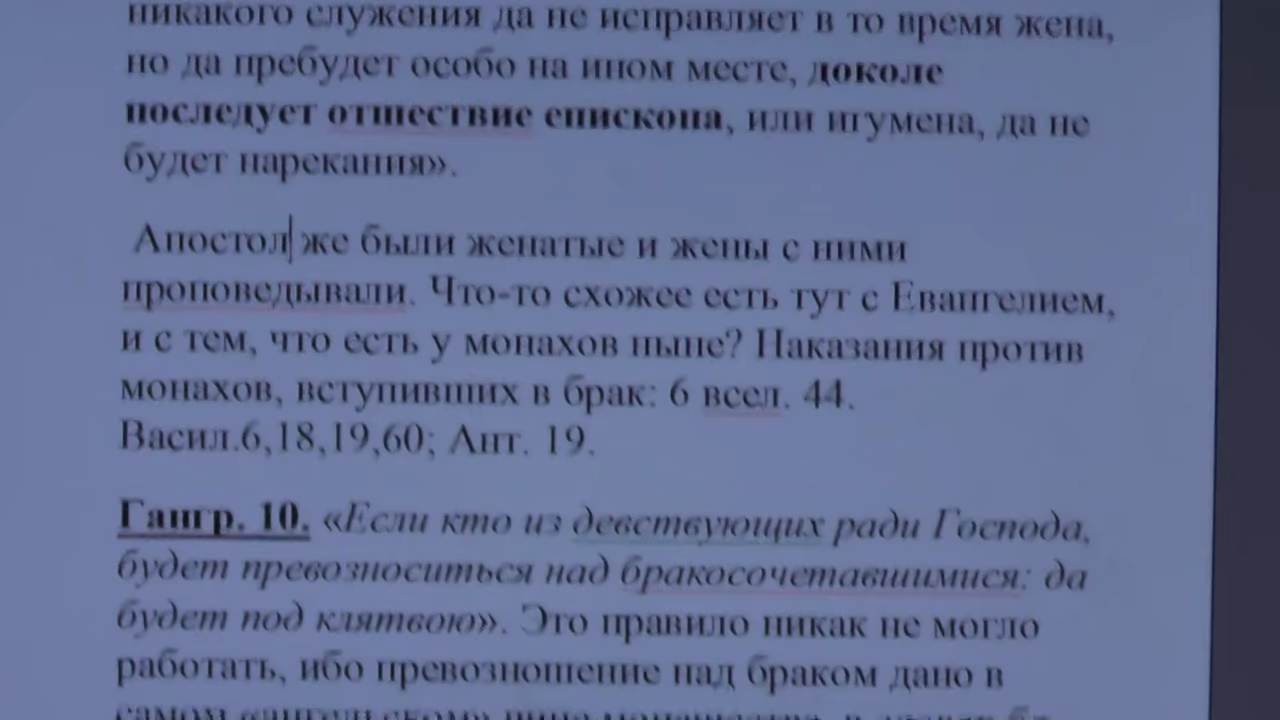 никакого служения да не исправляет в то время жена,
но да пребудет особо на ином месте, доколе
последует отшествие епископа, или игумена, да не
будет нарекания».
Апостол же были женатые и жены с ними
проповедывали. Что-то схожее есть тут с Евангелием,
и с тем, что есть у монахов ныне? Наказания против
монахов, вступивших в брак: 6 всел. 44.
Васил.6,18,19,60; Ант. 19.
Гангр. 10. «Если кто из девствующих ради Господа,
будет превозноситься над бракосочетавшимися: да
будет под клятвою». Это правило никак не могло
работать, ибо превозношение над браком дано в
самом «ангельском»